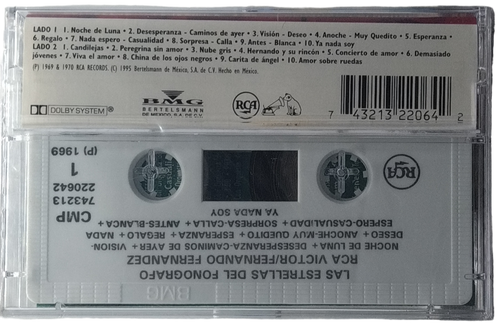 LADO 1 1. Noche de Luna • 2. Desesperanza - Caminos de ayer • 3. Visión - Deseo • 4. Anoche - Muy Quedito • 5. Esperanza
• 6. Regalo • 7. Nada espero - Casualidad • 8. Sorpresa - Calla • 9. Antes - Blanca • 10. Ya nada soy
LADO 2 1. Candilejas • 2. Peregrina sin amor • 3. Nube gris • 4. Hernando y su rincón • 5. Concierto de amor • 6. Demasiado
jóvenes • 7. Viva el amor • 8. China de los ojos negros • 9. Carita de ángel • 10. Amor sobre ruedas
(P) 1969 & 1970 RCA RECORDS. (C) 1995 Bertelsmann de México, S.A. de C.V. Hecho en México.
DOLBY SYSTEM®
BMG
BERTELSMANN
DE MEXICO, S.A. DE C.V.
RCA
7 43213 22064 2
BMG
LAS ESTRELLAS DEL FONOGRAFO
RCA VICTOR/FERNANDO FERNANDEZ
NOCHE DE LUNA + DESESPERANZA-CAMINOS DE AYER + VISION-
DESEO + ANOCHE-MUY QUEDITO + ESPERANZA + REGALO + NADA
ESPERO-CASUALIDAD + SORPRESA-CALLA + ANTES-BLANCA +
YA NADA SOY
CMP
743213
220642
1
(P) 1969
RCA